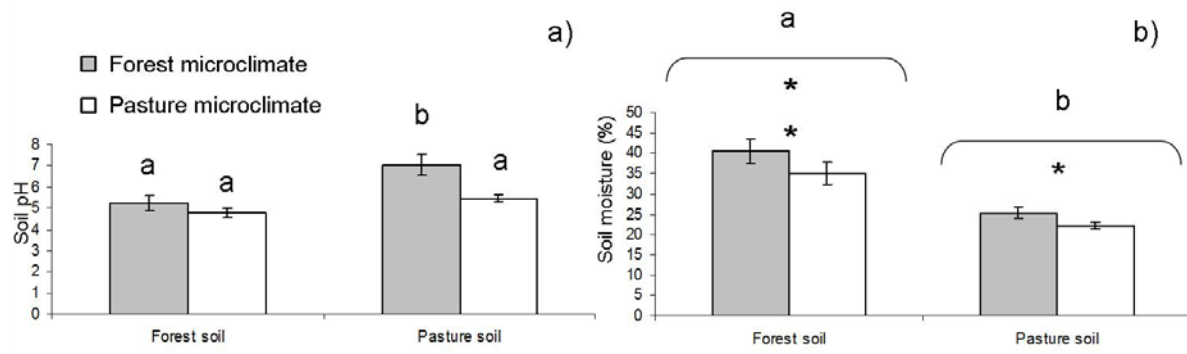 a)
Forest microclimate
Pasture microclimate
Soil pH
8
7
6
5
4
3
2
1
0
a
a
b
a
Forest soil
Pasture soil
b)
a
*
*
b
*
Soil moisture (%)
50
45
40
35
30
25
20
15
10
5
0
Forest soil
Pasture soil